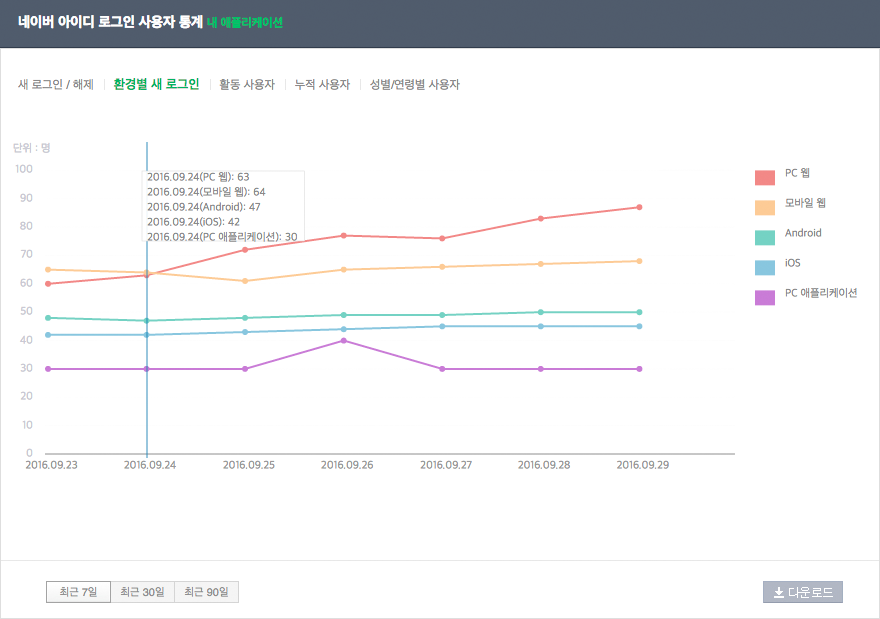 네이버 아이디 로그인 사용자 통계 내 애플리케이션
새 로그인 / 해제 환경별 새 로그인 활동 사용자 누적 사용자 성별/연령별 사용자
단위 : 명
100
90
80
70
60
50
40
30
20
10
0
2016.09.24(PC 웹): 63
2016.09.24(모바일 웹): 64
2016.09.24(Android): 47
2016.09.24(iOS): 42
2016.09.24(PC 애플리케이션): 30
PC 웹
모바일 웹
Android
iOS
PC 애플리케이션
2016.09.23 2016.09.24 2016.09.25 2016.09.26 2016.09.27 2016.09.28 2016.09.29
최근 7일 최근 30일 최근 90일 다운로드